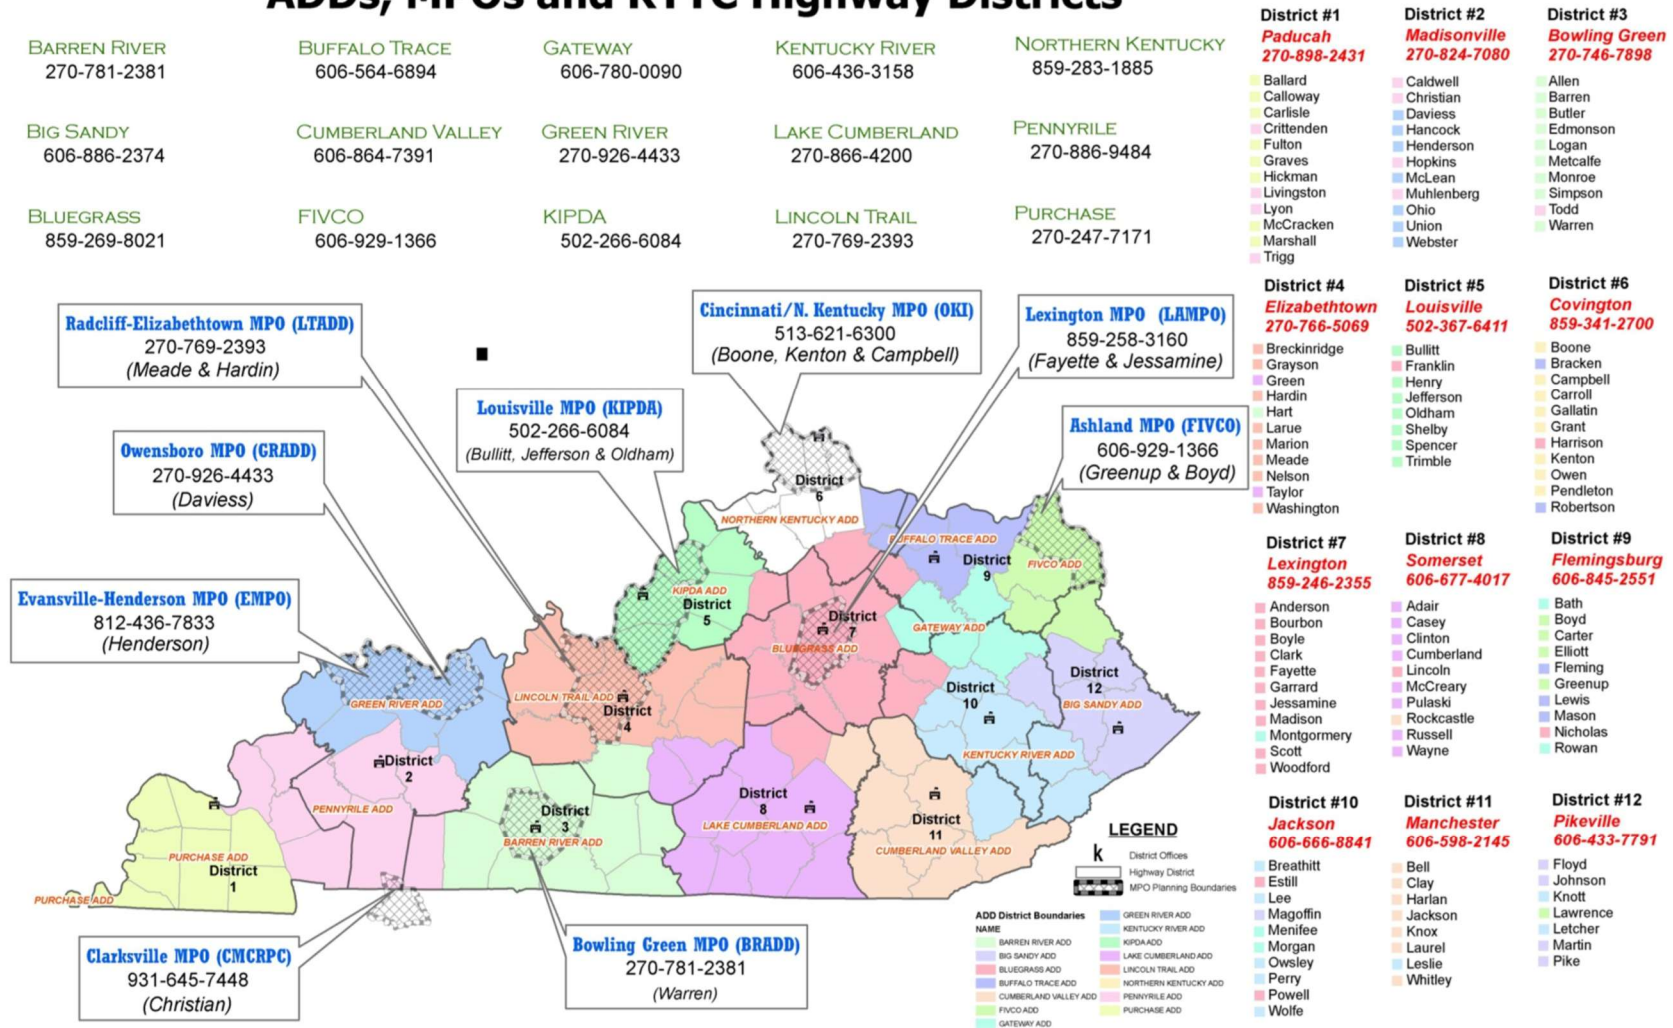 ADDs, MPOs and KYTC Highway Districts
BARREN RIVER
270-781-2381
BUFFALO TRACE
606-564-6894
GATEWAY
606-780-0090
KENTUCKY RIVER
606-436-3158
NORTHERN KENTUCKY
859-283-1885
BIG SANDY
606-886-2374
CUMBERLAND VALLEY
606-864-7391
GREEN RIVER
270-926-4433
LAKE CUMBERLAND
270-866-4200
PENNYRILE
270-886-9484
BLUEGRASS
859-269-8021
FIVCO
606-929-1366
KIPDA
502-266-6084
LINCOLN TRAIL
270-769-2393
PURCHASE
270-247-7171
Radcliff-Elizabethtown MPO (LTADD)
270-769-2393
(Meade & Hardin)
Cincinnati/N. Kentucky MPO (OKI)
513-621-6300
(Boone, Kenton & Campbell)
Lexington MPO (LAMPO)
859-258-3160
(Fayette & Jessamine)
Louisville MPO (KIPDA)
502-266-6084
(Bullitt, Jefferson & Oldham)
Ashland MPO (FIVCO)
606-929-1366
(Greenup & Boyd)
Owensboro MPO (GRADD)
270-926-4433
(Daviess)
Evansville-Henderson MPO (EMPO)
812-436-7833
(Henderson)
Clarksville MPO (CMCRPC)
931-645-7448
(Christian)
Bowling Green MPO (BRADD)
270-781-2381
(Warren)
District
6
NORTHERN KENTUCKY ADD
BUFFALO TRACE ADD
District
9
FIVCO ADD
KIPDA ADD
District
5
District
7
BLUEGRASS ADD
GATEWAY ADD
District
12
BIG SANDY ADD
District
10
KENTUCKY RIVER ADD
GREEN RIVER ADD
LINCOLN TRAIL ADD
District
4
District
2
PENNYRILE ADD
District
3
BARREN RIVER ADD
District
8
LAKE CUMBERLAND ADD
District
11
CUMBERLAND VALLEY ADD
PURCHASE ADD
District
1
PURCHASE ADD
LEGEND
k
District Offices
Highway District
MPO Planning Boundaries
ADD District Boundaries
NAME
BARREN RIVER ADD
BIG SANDY ADD
BLUEGRASS ADD
BUFFALO TRACE ADD
CUMBERLAND VALLEY ADD
FIVCO ADD
GATEWAY ADD
GREEN RIVER ADD
KENTUCKY RIVER ADD
KIPDA ADD
LAKE CUMBERLAND ADD
LINCOLN TRAIL ADD
NORTHERN KENTUCKY ADD
PENNYRILE ADD
PURCHASE ADD
District #1
Paducah
270-898-2431
Ballard
Calloway
Carlisle
Crittenden
Fulton
Graves
Hickman
Livingston
Lyon
McCracken
Marshall
Trigg
District #2
Madisonville
270-824-7080
Caldwell
Christian
Daviess
Hancock
Henderson
Hopkins
McLean
Muhlenberg
Ohio
Union
Webster
District #3
Bowling Green
270-746-7898
Allen
Barren
Butler
Edmonson
Logan
Metcalfe
Monroe
Simpson
Todd
Warren
District #4
Elizabethtown
270-766-5069
Breckinridge
Grayson
Green
Hardin
Hart
Larue
Marion
Meade
Nelson
Taylor
Washington
District #5
Louisville
502-367-6411
Bullitt
Franklin
Henry
Jefferson
Oldham
Shelby
Spencer
Trimble
District #6
Covington
859-341-2700
Boone
Bracken
Campbell
Carroll
Gallatin
Grant
Harrison
Kenton
Owen
Pendleton
Robertson
District #7
Lexington
859-246-2355
Anderson
Bourbon
Boyle
Clark
Fayette
Garrard
Jessamine
Madison
Montgomery
Scott
Woodford
District #8
Somerset
606-677-4017
Adair
Casey
Clinton
Cumberland
Lincoln
McCreary
Pulaski
Rockcastle
Russell
Wayne
District #9
Flemingsburg
606-845-2551
Bath
Boyd
Carter
Elliott
Fleming
Greenup
Lewis
Mason
Nicholas
Rowan
District #10
Jackson
606-666-8841
Breathitt
Estill
Lee
Magoffin
Menifee
Morgan
Owsley
Perry
Powell
Wolfe
District #11
Manchester
606-598-2145
Bell
Clay
Harlan
Jackson
Knox
Laurel
Leslie
Whitley
District #12
Pikeville
606-433-7791
Floyd
Johnson
Knott
Lawrence
Letcher
Martin
Pike